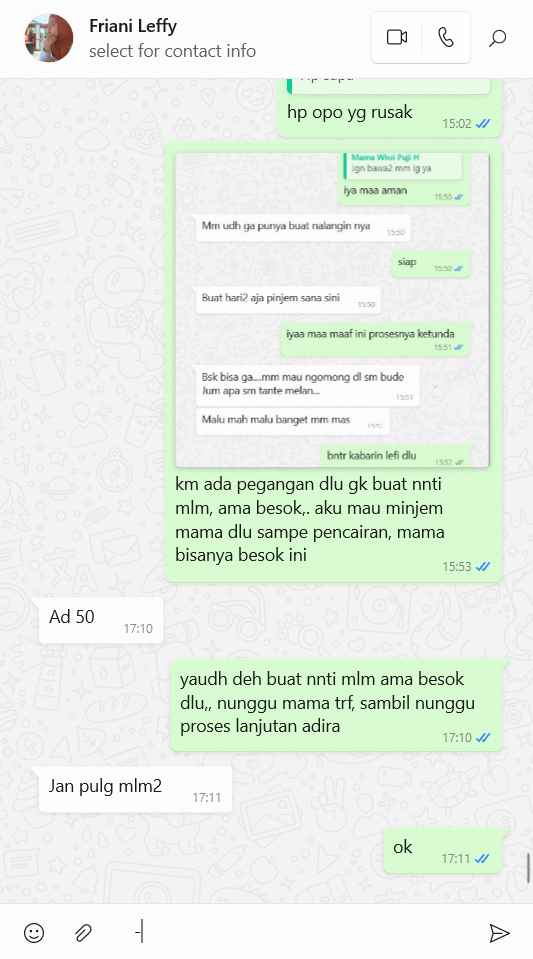 Friani Leffy
select for contact info
hp opo yg rusak
15:02
Mama Wiwi Puji H
Jgn bawa2 mm lg ya
iya maa aman
15:50
Mm udh ga punya buat nalangin nya
15:50
siap
15:50
Buat hari2 aja pinjem sana sini
15:50
iyaa maa maaf ini prosesnya ketunda
15:51
Bsk bisa ga....mm mau ngomong dl sm bude
Jum apa sm tante melan...
15:51
Malu mah malu banget mm mas
bntr kabarin lefi dlu
15:52
km ada pegangan dlu gk buat nnti
mlm, ama besok,. aku mau minjem
mama dlu sampe pencairan, mama
bisanya besok ini
15:53
Ad 50
17:10
yaudh deh buat nnti mlm ama besok
dlu,, nunggu mama trf, sambil nunggu
proses lanjutan adira
17:10
Jan pulg mlm2
17:11
ok
17:11
-